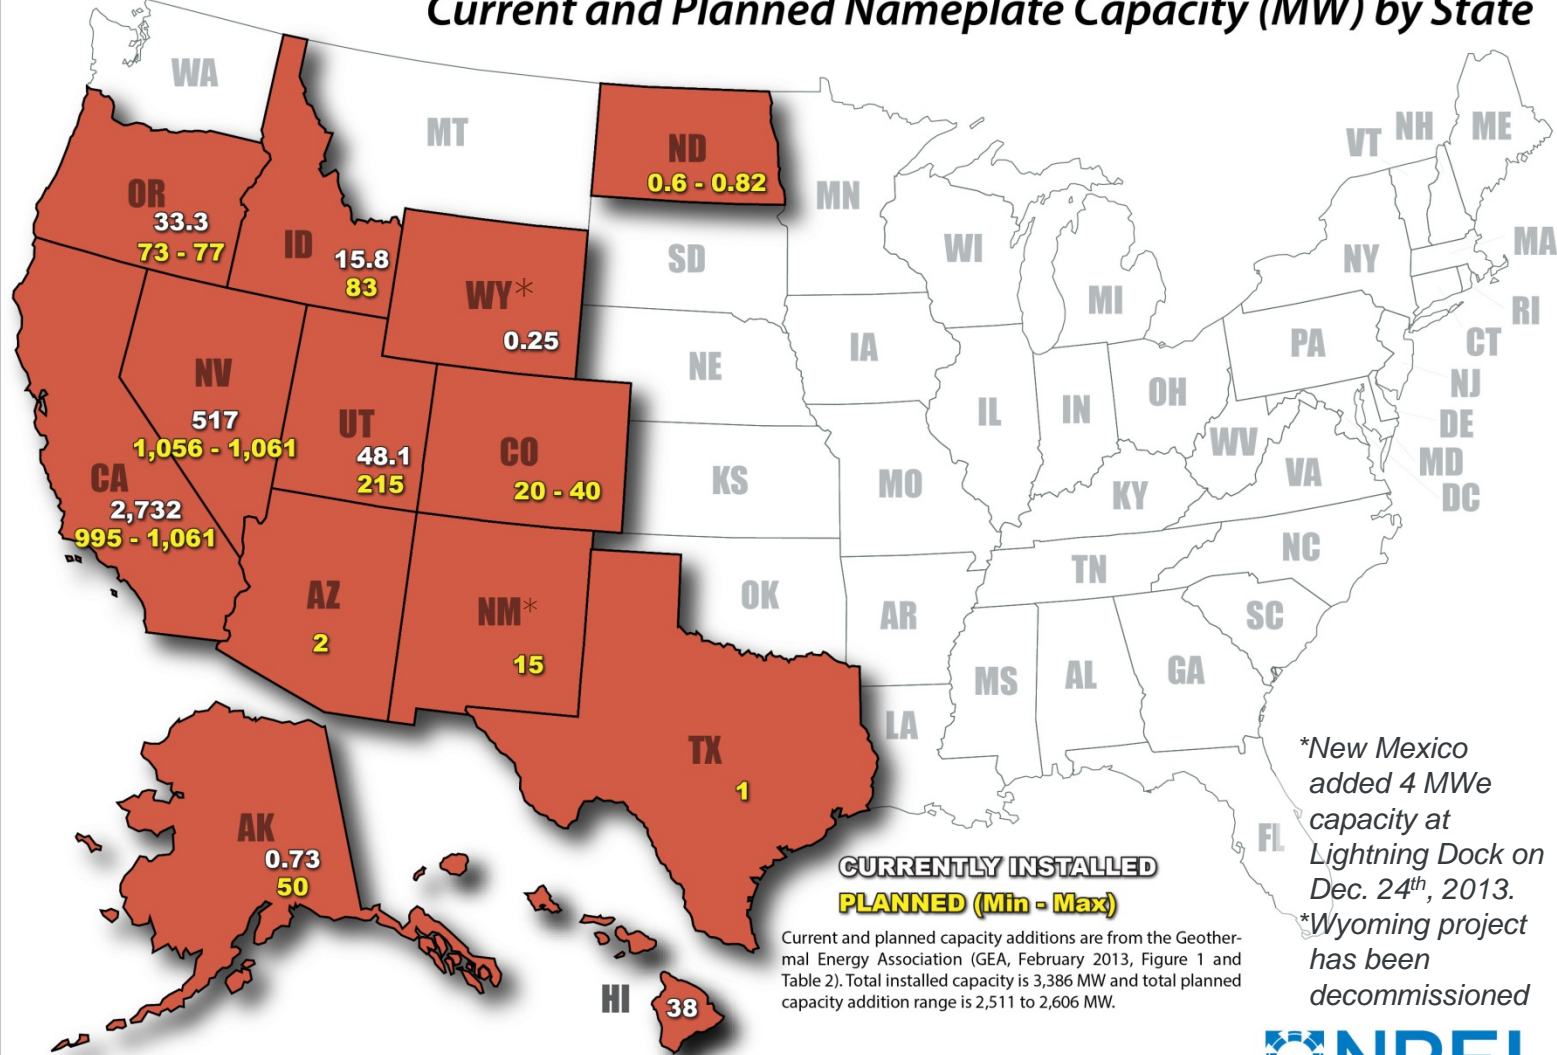 Current and Planned Nameplate Capacity (MW) by State
WA
MT
ND
0.6 - 0.82
MN
VT
NH
ME
OR
33.3
73 - 77
ID
15.8
83
WY*
0.25
SD
WI
MI
NY
MA
RI
CT
NJ
DE
MD
DC
NV
517
1,056 - 1,061
UT
48.1
215
CO
20 - 40
NE
IA
IL
IN
OH
PA
WV
VA
KY
CA
2,732
995 - 1,061
KS
MO
AZ
2
NM*
15
OK
AR
TN
NC
SC
MS
AL
GA
LA
TX
1
FL
AK
0.73
50
HI
38
CURRENTLY INSTALLED
PLANNED (Min - Max)
Current and planned capacity additions are from the Geother-
mal Energy Association (GEA, February 2013, Figure 1 and
Table 2). Total installed capacity is 3,386 MW and total planned
capacity addition range is 2,511 to 2,606 MW.
*New Mexico
added 4 MWe
capacity at
Lightning Dock on
Dec. 24th, 2013.
*Wyoming project
has been
decommissioned
NREL